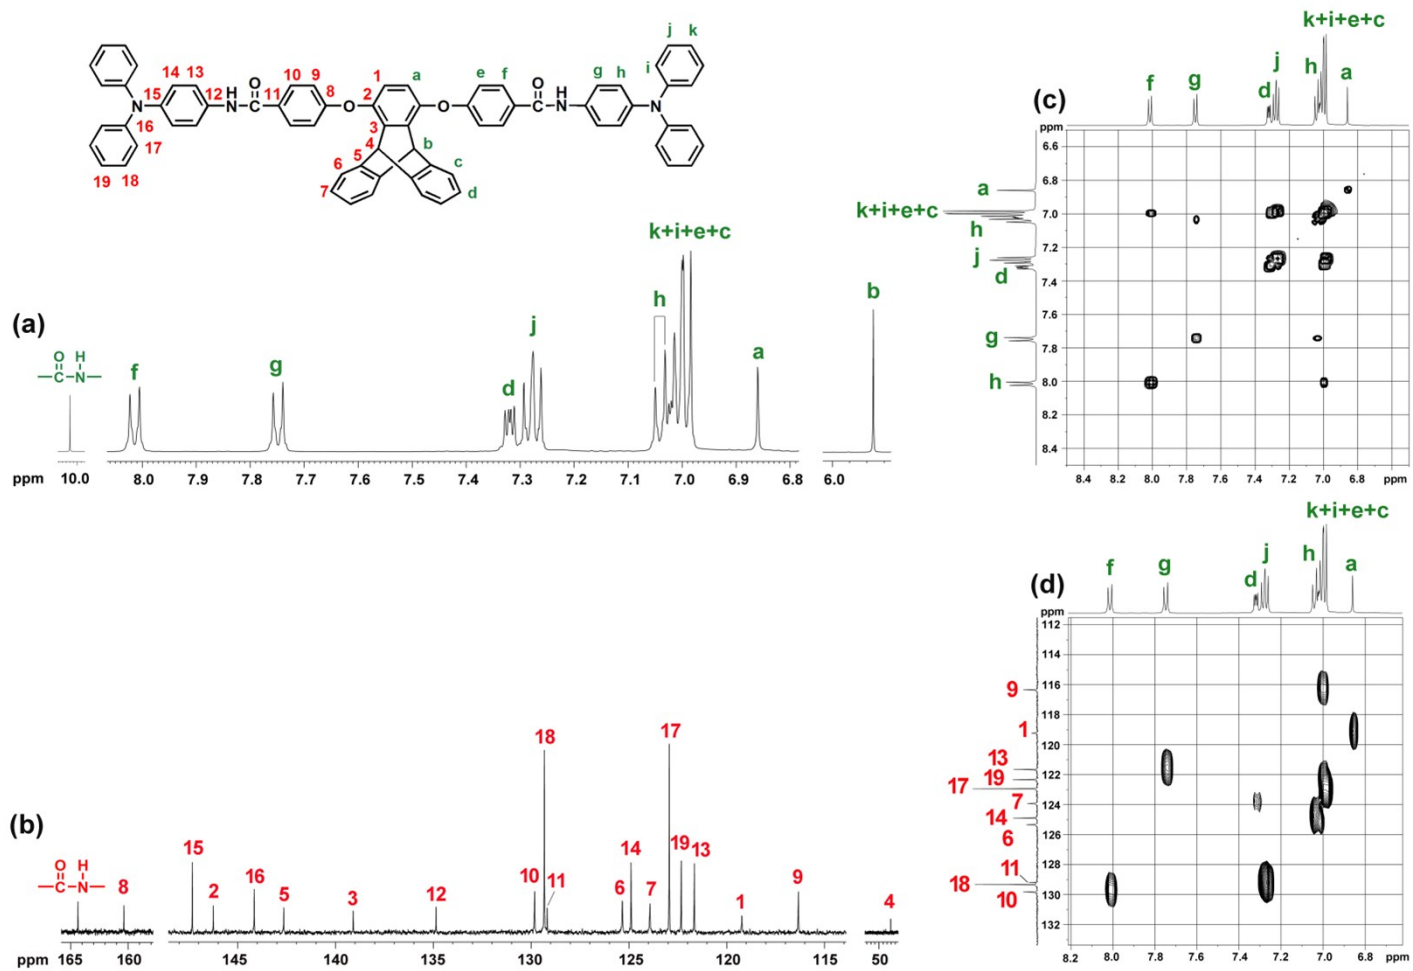 j k
14 13 10 9 1 a e f g h i
O H O O O H
15 12 N C 11 8 O 2 O C N N
N 16 3
17 4 b
5
6 c
19 18 7 d
(a)
O H
C N
f g d j h k+i+e+c a b
10.0 8.0 7.9 7.8 7.7 7.6 7.5 7.4 7.3 7.2 7.1 7.0 6.9 6.8 6.0
ppm
(b)
O H
C N
8 15 2 16 5 3 12 10 18 11 6 14 7 17 19 13 1 9 4
165 160 145 140 135 130 125 120 115 50
ppm
(c)
k+i+e+c
f g d j h a
ppm
a 6.6
6.8
k+i+e+c 7.0
h 7.2
j
d 7.4
7.6
g 7.8
h 8.0
8.2
8.4
8.4 8.2 8.0 7.8 7.6 7.4 7.2 7.0 6.8 ppm
(d)
k+i+e+c
f g d j h a
ppm
112
114
9 116
118
1
13 120
19 122
17
7 124
14
6 126
11 128
18
10 130
132
8.2 8.0 7.8 7.6 7.4 7.2 7.0 6.8 ppm